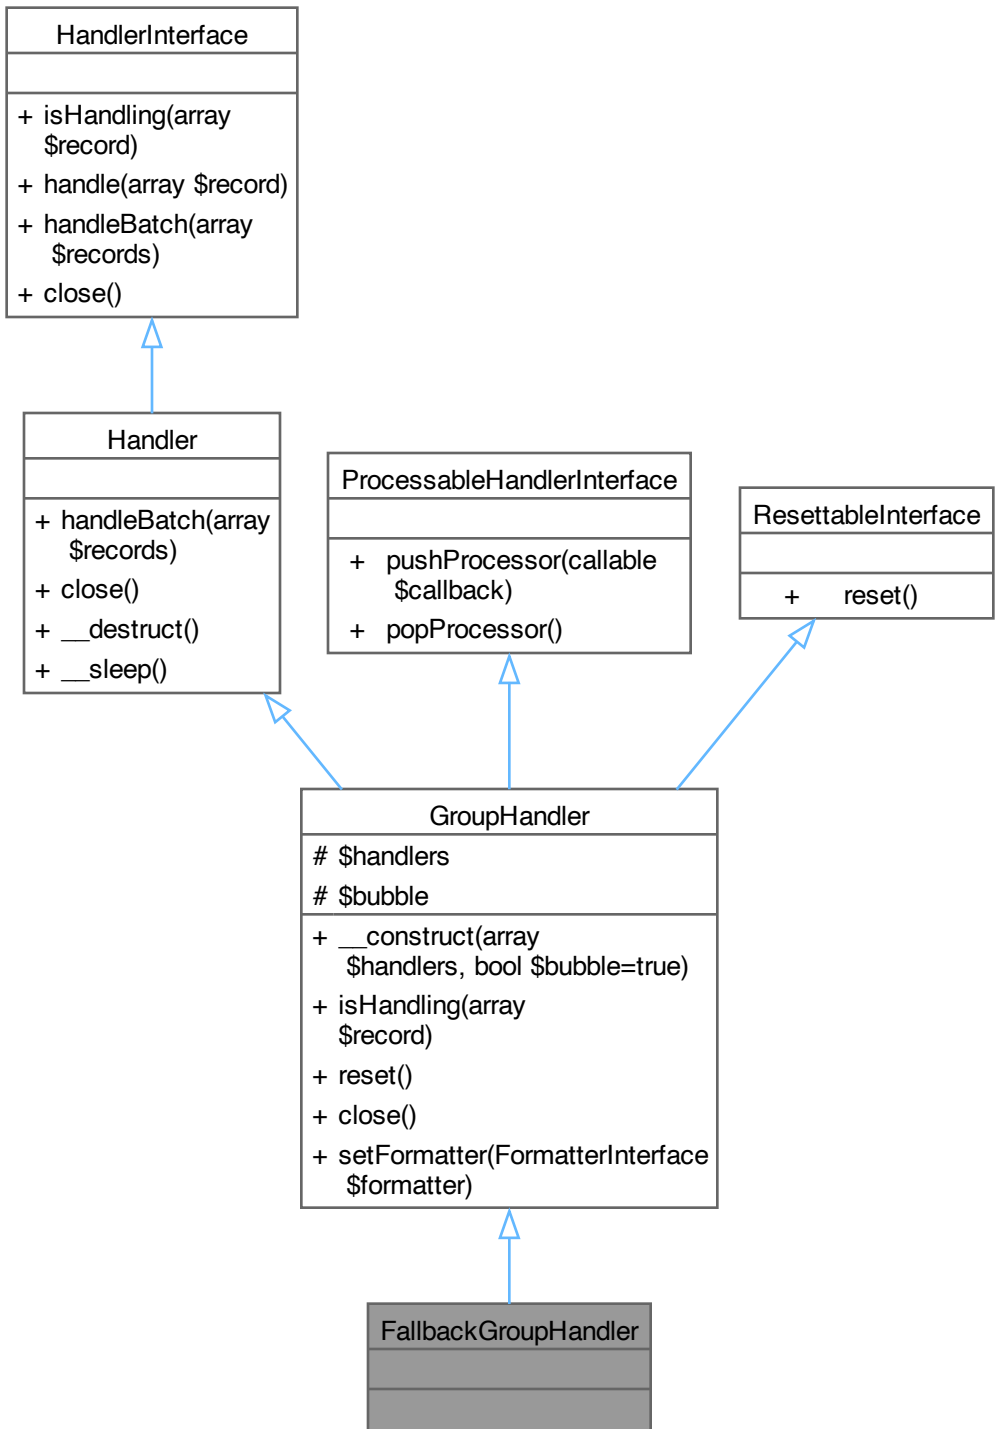 HandlerInterface
+ isHandling(array
$record)
+ handle(array $record)
+ handleBatch(array
$records)
+ close()
Handler
+ handleBatch(array
$records)
+ close()
+ __destruct()
+ __sleep()
ProcessableHandlerInterface
+ pushProcessor(callable
$callback)
+ popProcessor()
ResettableInterface
+ reset()
GroupHandler
# $handlers
# $bubble
+ __construct(array
$handlers, bool $bubble=true)
+ isHandling(array
$record)
+ reset()
+ close()
+ setFormatter(FormatterInterface
$formatter)
FallbackGroupHandler